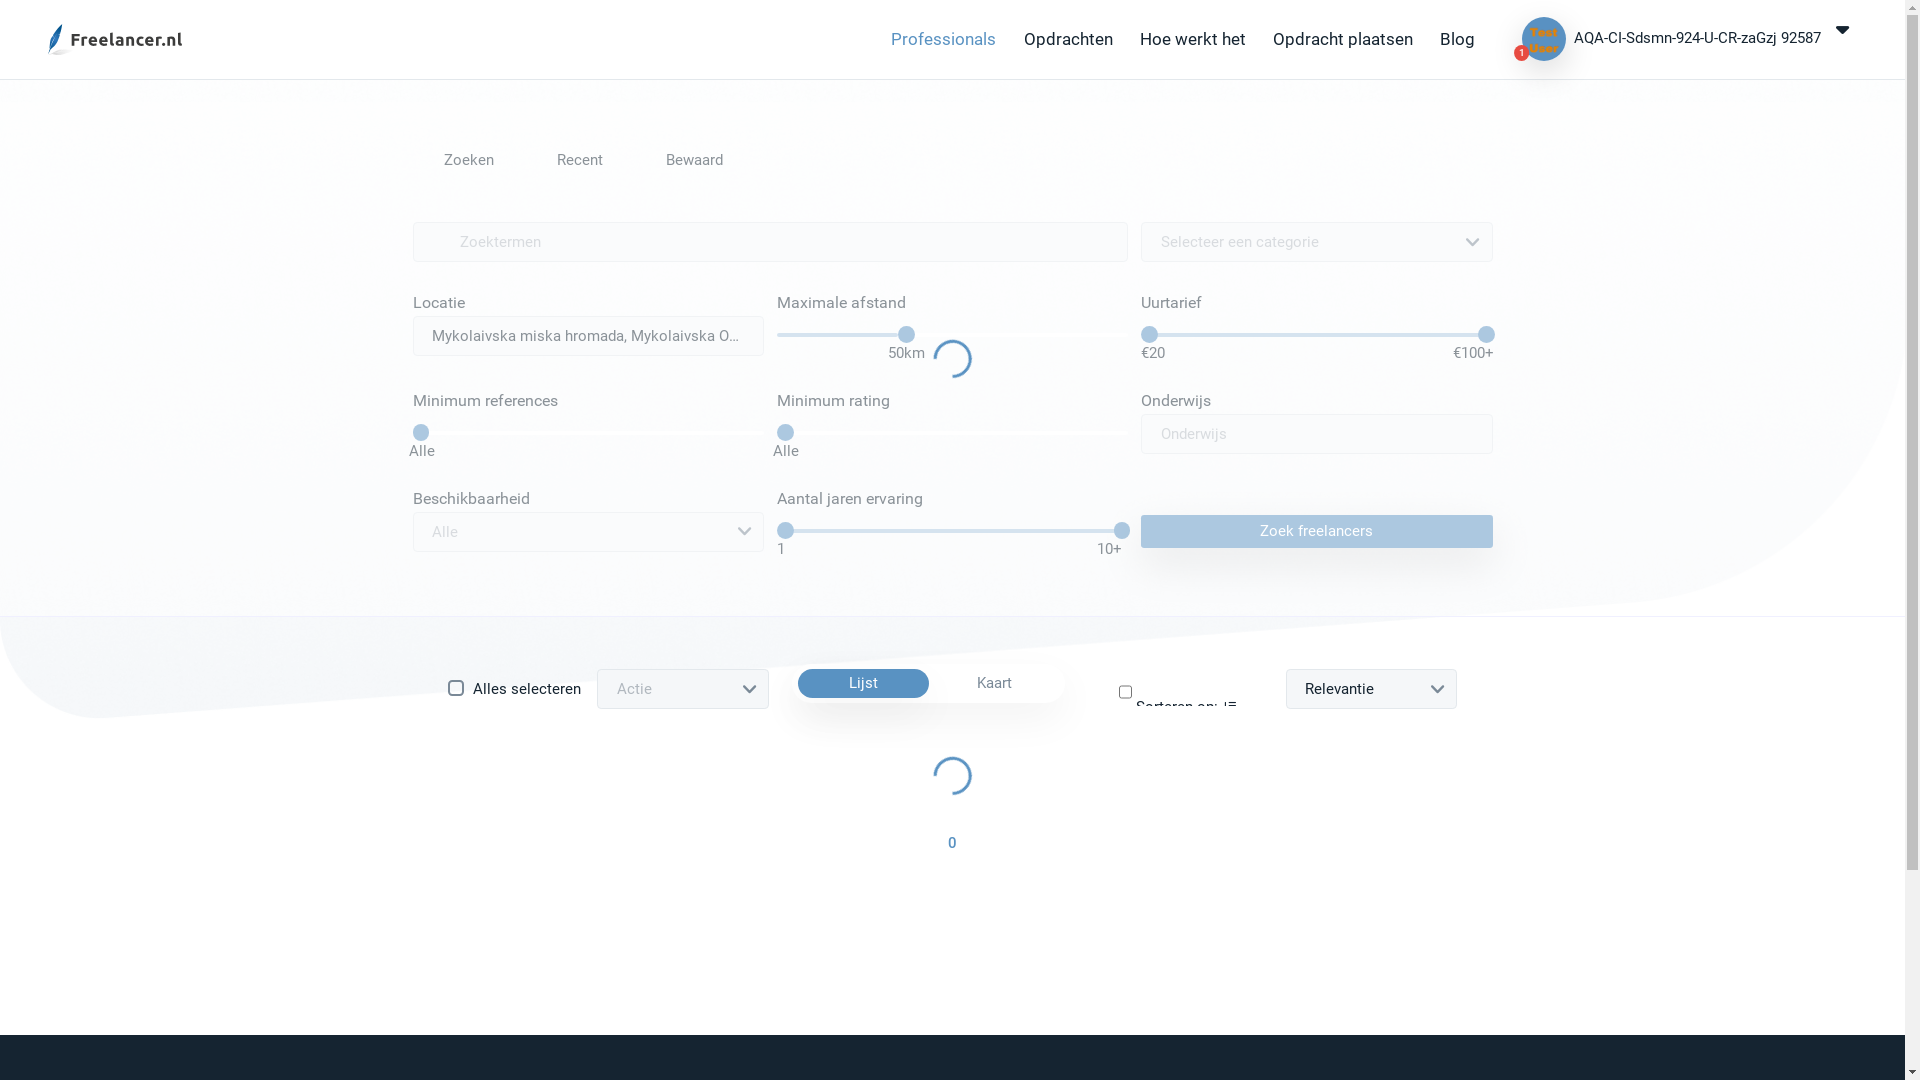 Freelancer.nl
Professionals Opdrachten Hoe werkt het Opdracht plaatsen Blog
Test
User
1
AQA-CI-Sdsmn-924-U-CR-zaGzj 92587
Zoeken Recent Bewaard
Zoektermen
Selecteer een categorie
Locatie Maximale afstand Uurtarief
Mykolaivska miska hromada, Mykolaivska O...
50km €20 €100+
Minimum references Minimum rating Onderwijs
Onderwijs
Alle Alle
Beschikbaarheid Aantal jaren ervaring
Alle
Zoek freelancers
1 10+
Alles selecteren Actie Lijst Kaart
Sorteren op:
Relevantie
0